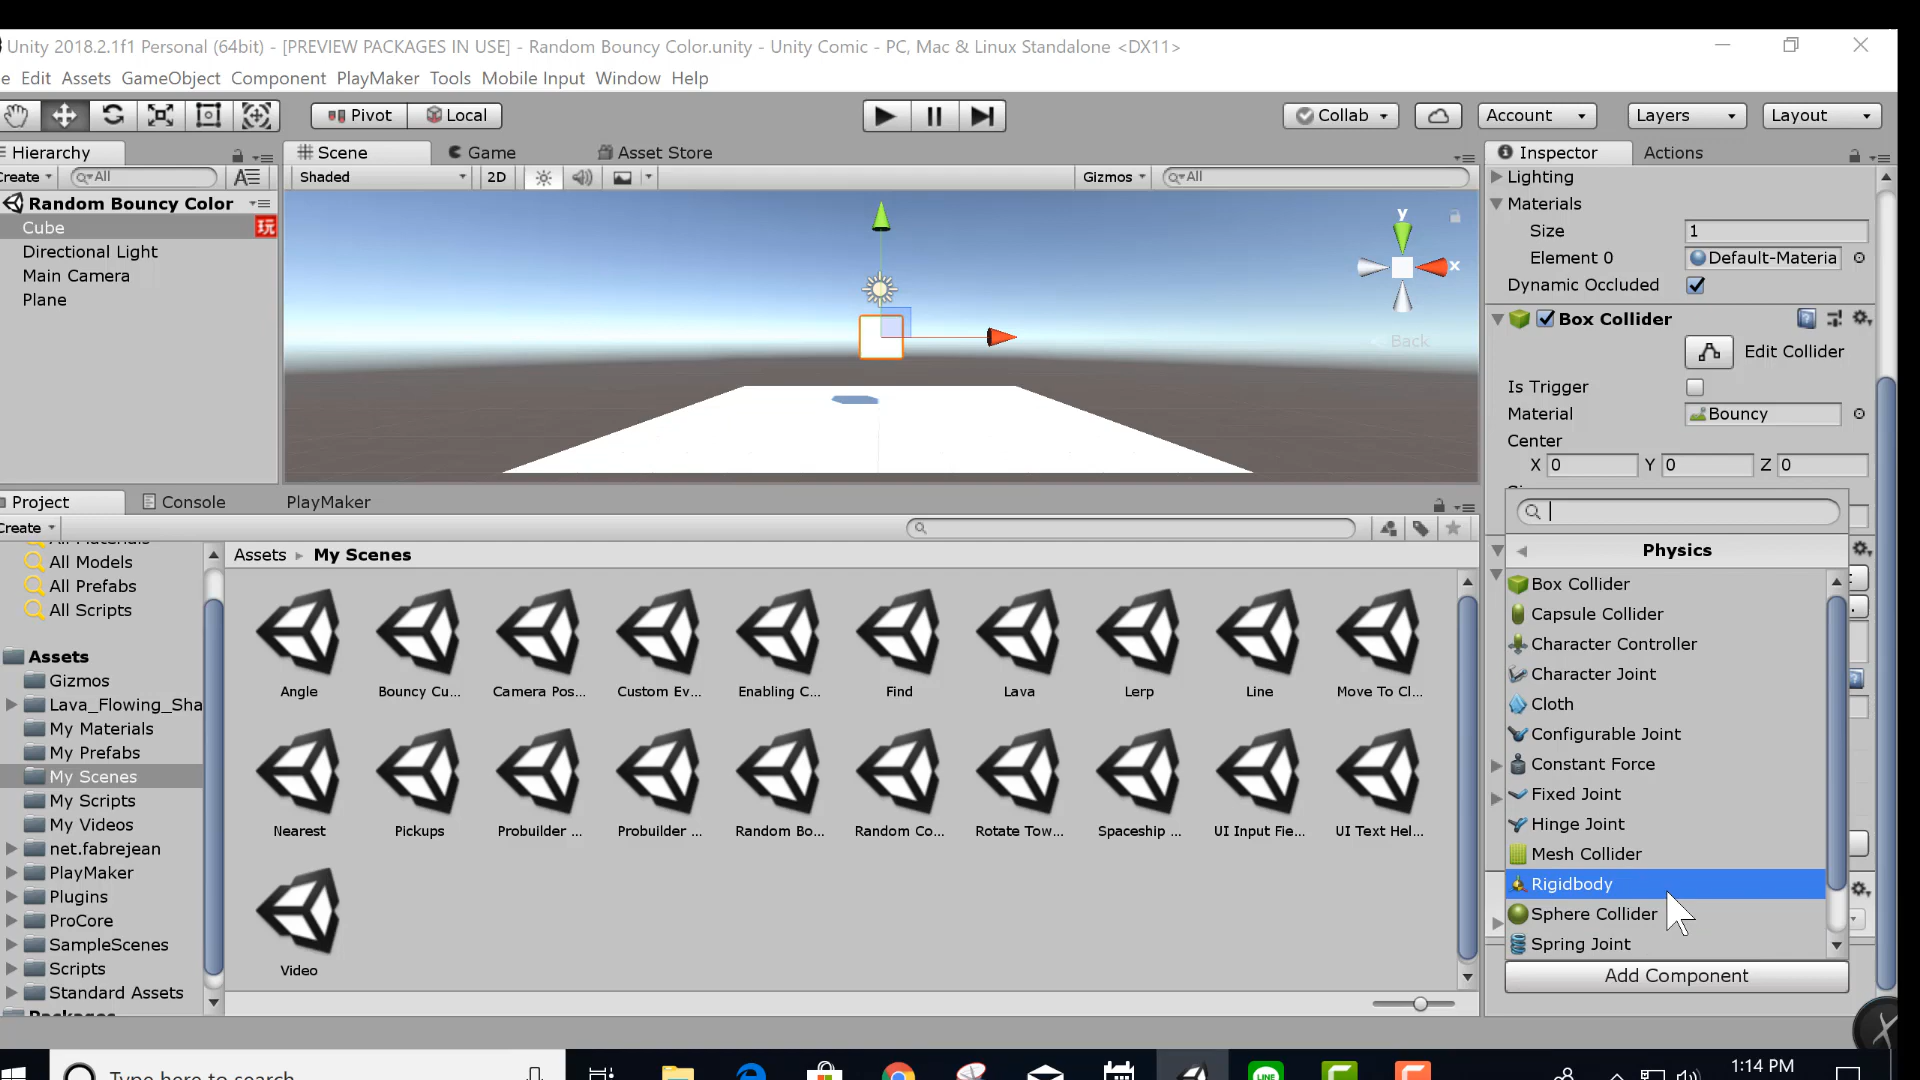 Unity 2018.2.1f1 Personal (64bit) - [PREVIEW PACKAGES IN USE] - Random Bouncy Color.unity - Unity Comic - PC, Mac & Linux Standalone <DX11>
e Edit Assets GameObject Component PlayMaker Tools Mobile Input Window Help
Pivot Local Collab Account Layers Layout
Hierarchy
Create All
Random Bouncy Color
Cube 玩
Directional Light
Main Camera
Plane
Scene Game Asset Store
Shaded 2D Gizmos All
y
x
Back
Inspector Actions
Lighting
Materials
Size 1
Element 0 Default-Materia
Dynamic Occluded
Box Collider
Edit Collider
Is Trigger
Material Bouncy
Center
X 0 Y 0 Z 0
Physics
Box Collider
Capsule Collider
Character Controller
Character Joint
Cloth
Configurable Joint
Constant Force
Fixed Joint
Hinge Joint
Mesh Collider
Rigidbody
Sphere Collider
Spring Joint
Add Component
Project Console PlayMaker
Create
All Materials
All Models
All Prefabs
All Scripts
Assets
Gizmos
Lava_Flowing_Sha
My Materials
My Prefabs
My Scenes
My Scripts
My Videos
net.fabrejean
PlayMaker
Plugins
ProCore
SampleScenes
Scripts
Standard Assets
Packages
Assets ▸ My Scenes
Angle Bouncy Cu... Camera Pos... Custom Ev... Enabling C... Find Lava Lerp Line Move To Cl...
Nearest Pickups Probuilder ... Probuilder ... Random Bo... Random Co... Rotate Tow... Spaceship ... UI Input Fie... UI Text Hel...
Video
Type here to search
LINE
1:14 PM